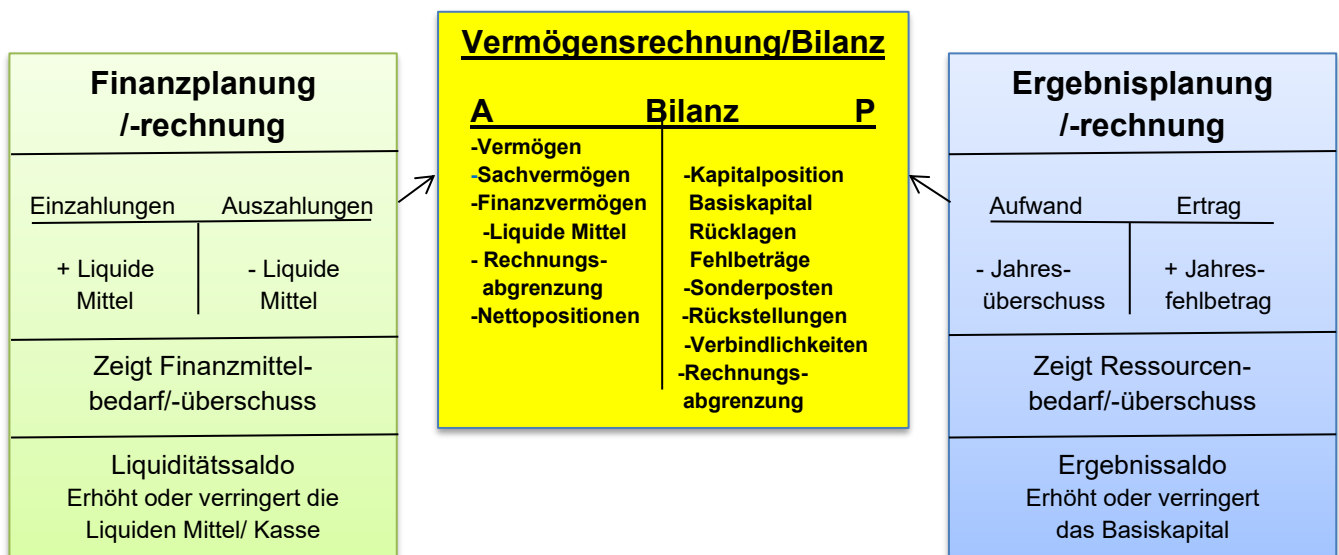 Finanzplanung
/-rechnung
Einzahlungen Auszahlungen
+ Liquide
Mittel
- Liquide
Mittel
Zeigt Finanzmittel-
bedarf/-überschuss
Liquiditätssaldo
Erhöht oder verringert die
Liquiden Mittel/ Kasse
Vermögensrechnung/Bilanz
A Bilanz P
-Vermögen
-Sachvermögen
-Finanzvermögen
-Liquide Mittel
- Rechnungs-
abgrenzung
-Nettopositionen
-Kapitalposition
Basiskapital
Rücklagen
Fehlbeträge
-Sonderposten
-Rückstellungen
-Verbindlichkeiten
-Rechnungs-
abgrenzung
Ergebnisplanung
/-rechnung
Aufwand Ertrag
- Jahres-
überschuss
+ Jahres-
fehlbetrag
Zeigt Ressourcen-
bedarf/-überschuss
Ergebnissaldo
Erhöht oder verringert
das Basiskapital